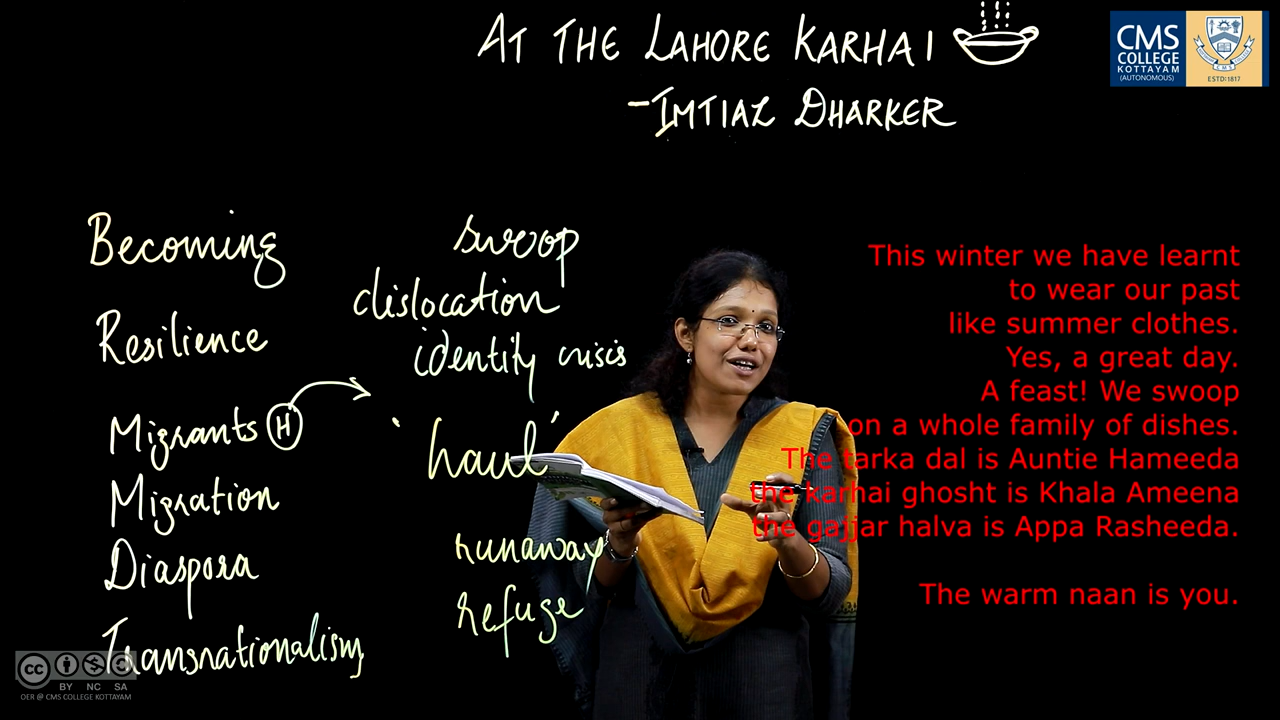 AT THE LAHORE KARHAI
- IMTIAZ DHARKER
CMS
COLLEGE
KOTTAYAM
(AUTONOMOUS)
ESTD:1817
Becoming
Resilience
Migrants H
Migration
Diaspora
Transnationalism
swoop
dislocation
identity crisis
'haul'
runaway
refuge
This winter we have learnt
to wear our past
like summer clothes.
Yes, a great day.
A feast! We swoop
on a whole family of dishes.
The tarka dal is Auntie Hameeda
the karhai ghosht is Khala Ameena
the gajjar halva is Appa Rasheeda.
The warm naan is you.
cc
BY NC SA
OER @ CMS COLLEGE KOTTAYAM